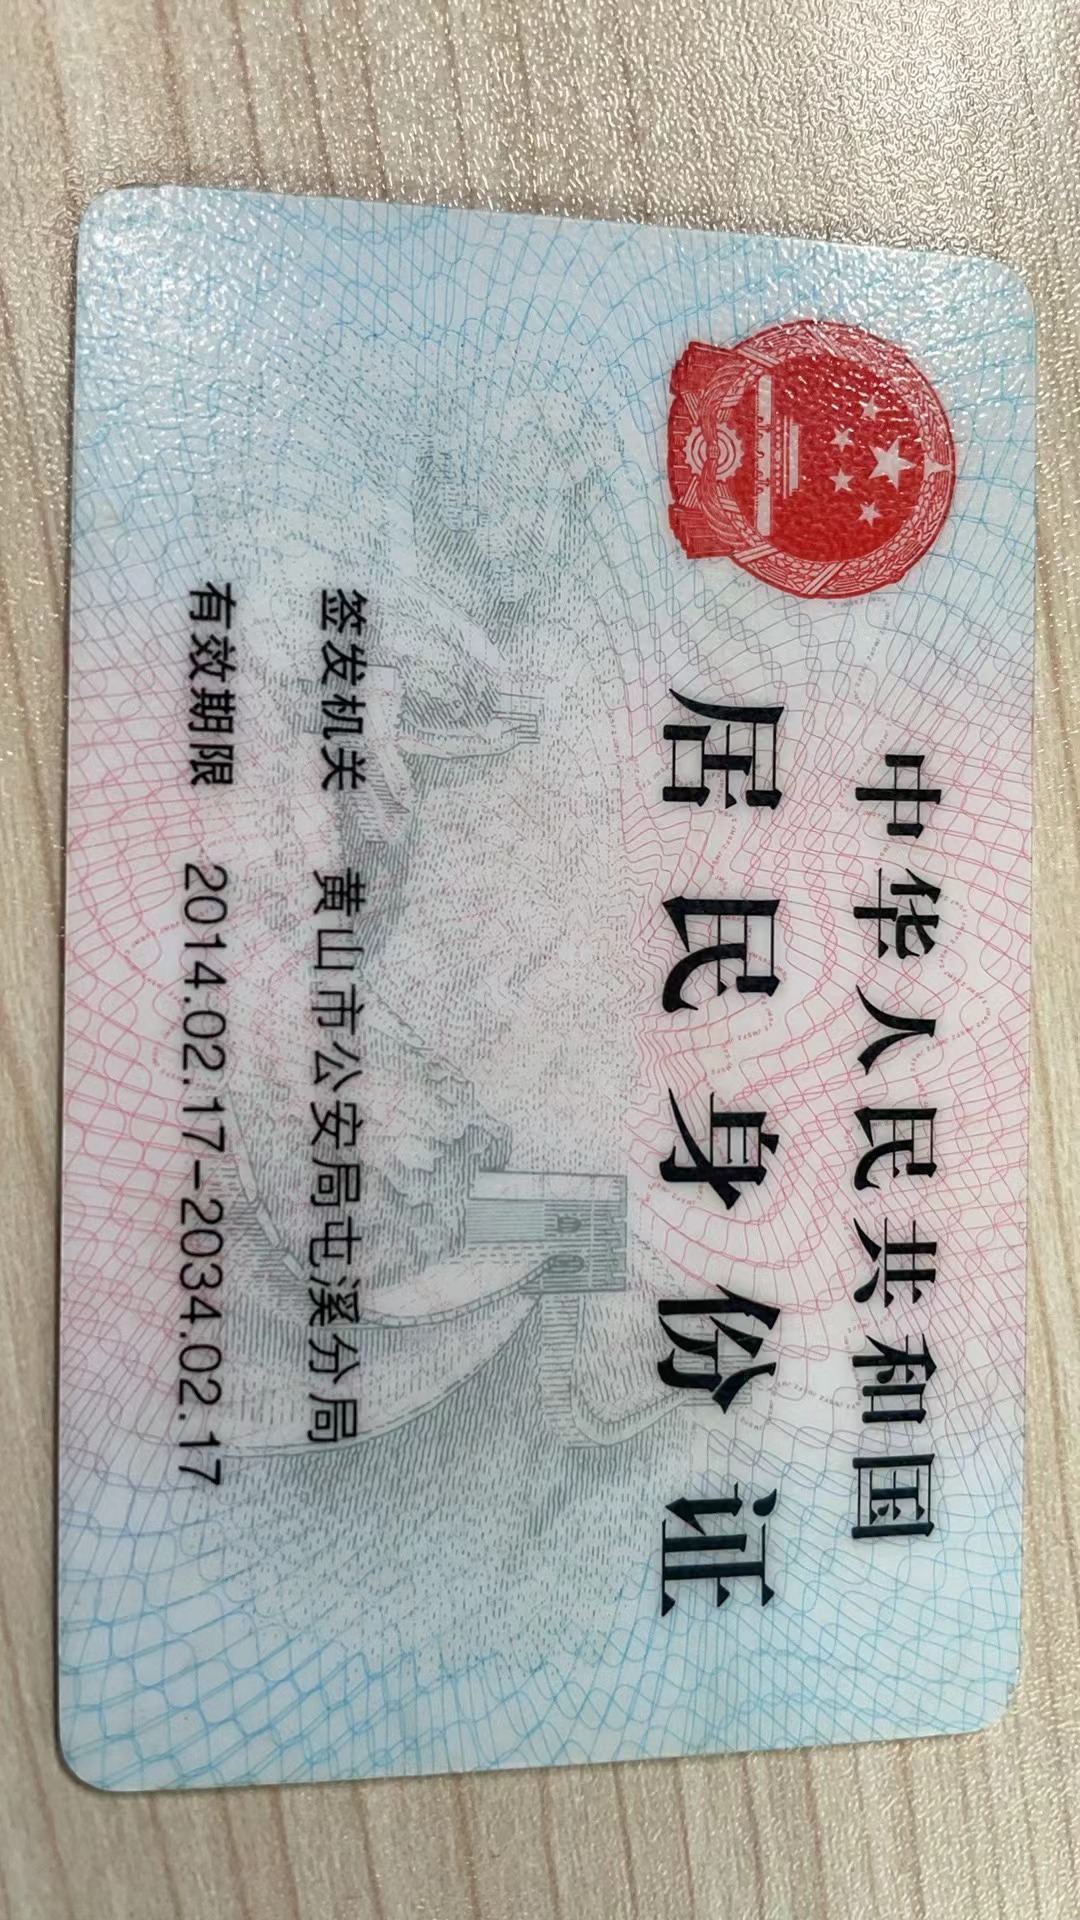 中华人民共和国
居民身份证
签发机关 黄山市公安局屯溪分局
有效期限 2014.02.17-2034.02.17